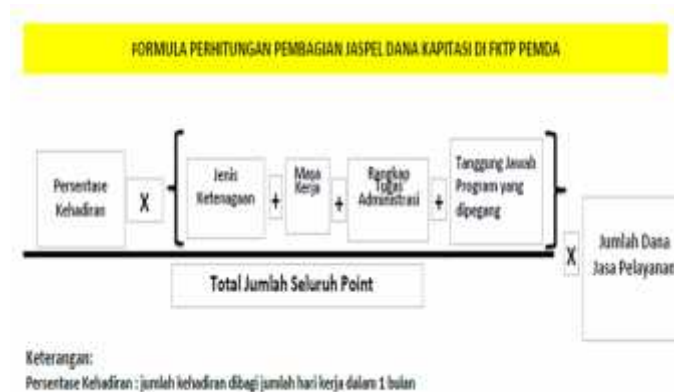 FORMULA PERHITUNGAN PEMBAGIAN JASPEL DANA KAPITASI DI FKTP PEMDA
Persentase
Kehadiran
X
Jenis
Ketenagaan
+
Masa
Kerja
+
Rangkap
Tugas
Administrasi
+
Tanggung Jawab
Program yang
dipegang
X
Jumlah Dana
Jasa Pelayanan
Total Jumlah Seluruh Point
Keterangan:
Persentase Kehadiran : jumlah kehadiran dibagi jumlah hari kerja dalam 1 bulan